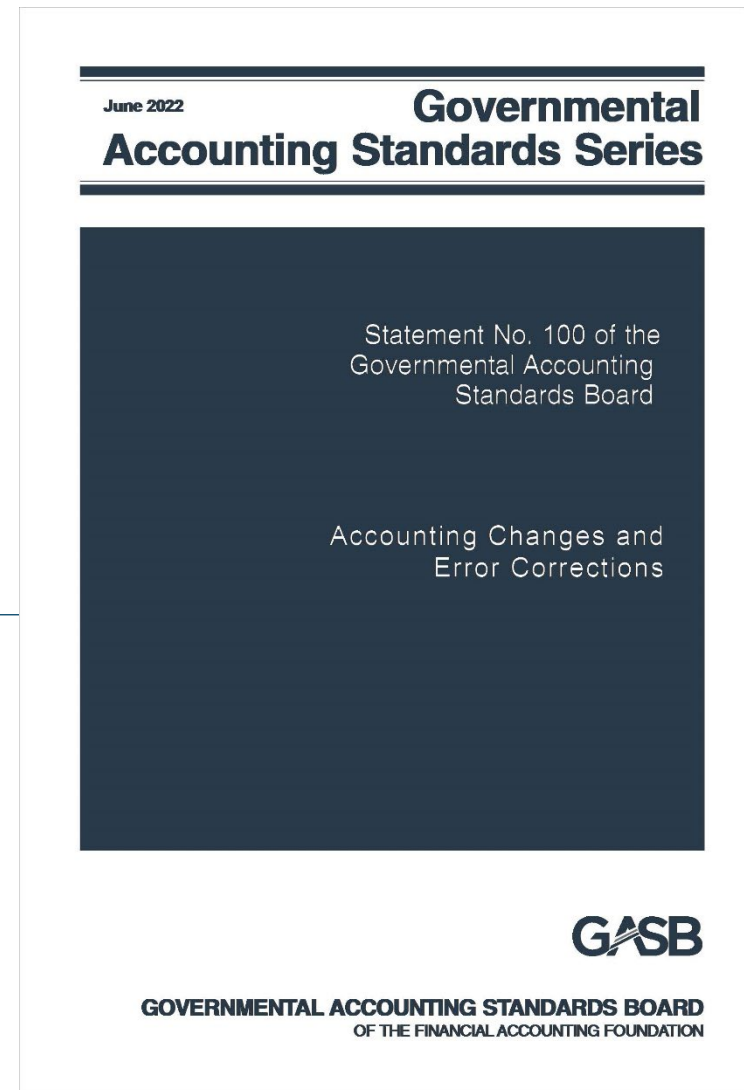 June 2022
Governmental
Accounting Standards Series
Statement No. 100 of the
Governmental Accounting
Standards Board
Accounting Changes and
Error Corrections
GASB
GOVERNMENTAL ACCOUNTING STANDARDS BOARD
OF THE FINANCIAL ACCOUNTING FOUNDATION